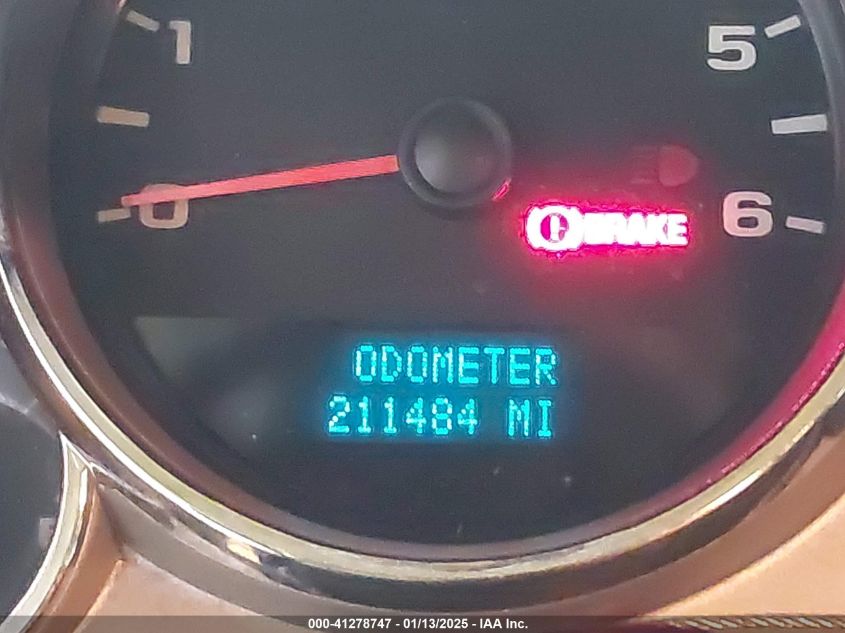 1
5
0
6
BRAKE
ODOMETER
211484 MI
000-41278747 - 01/13/2025 - IAA Inc.